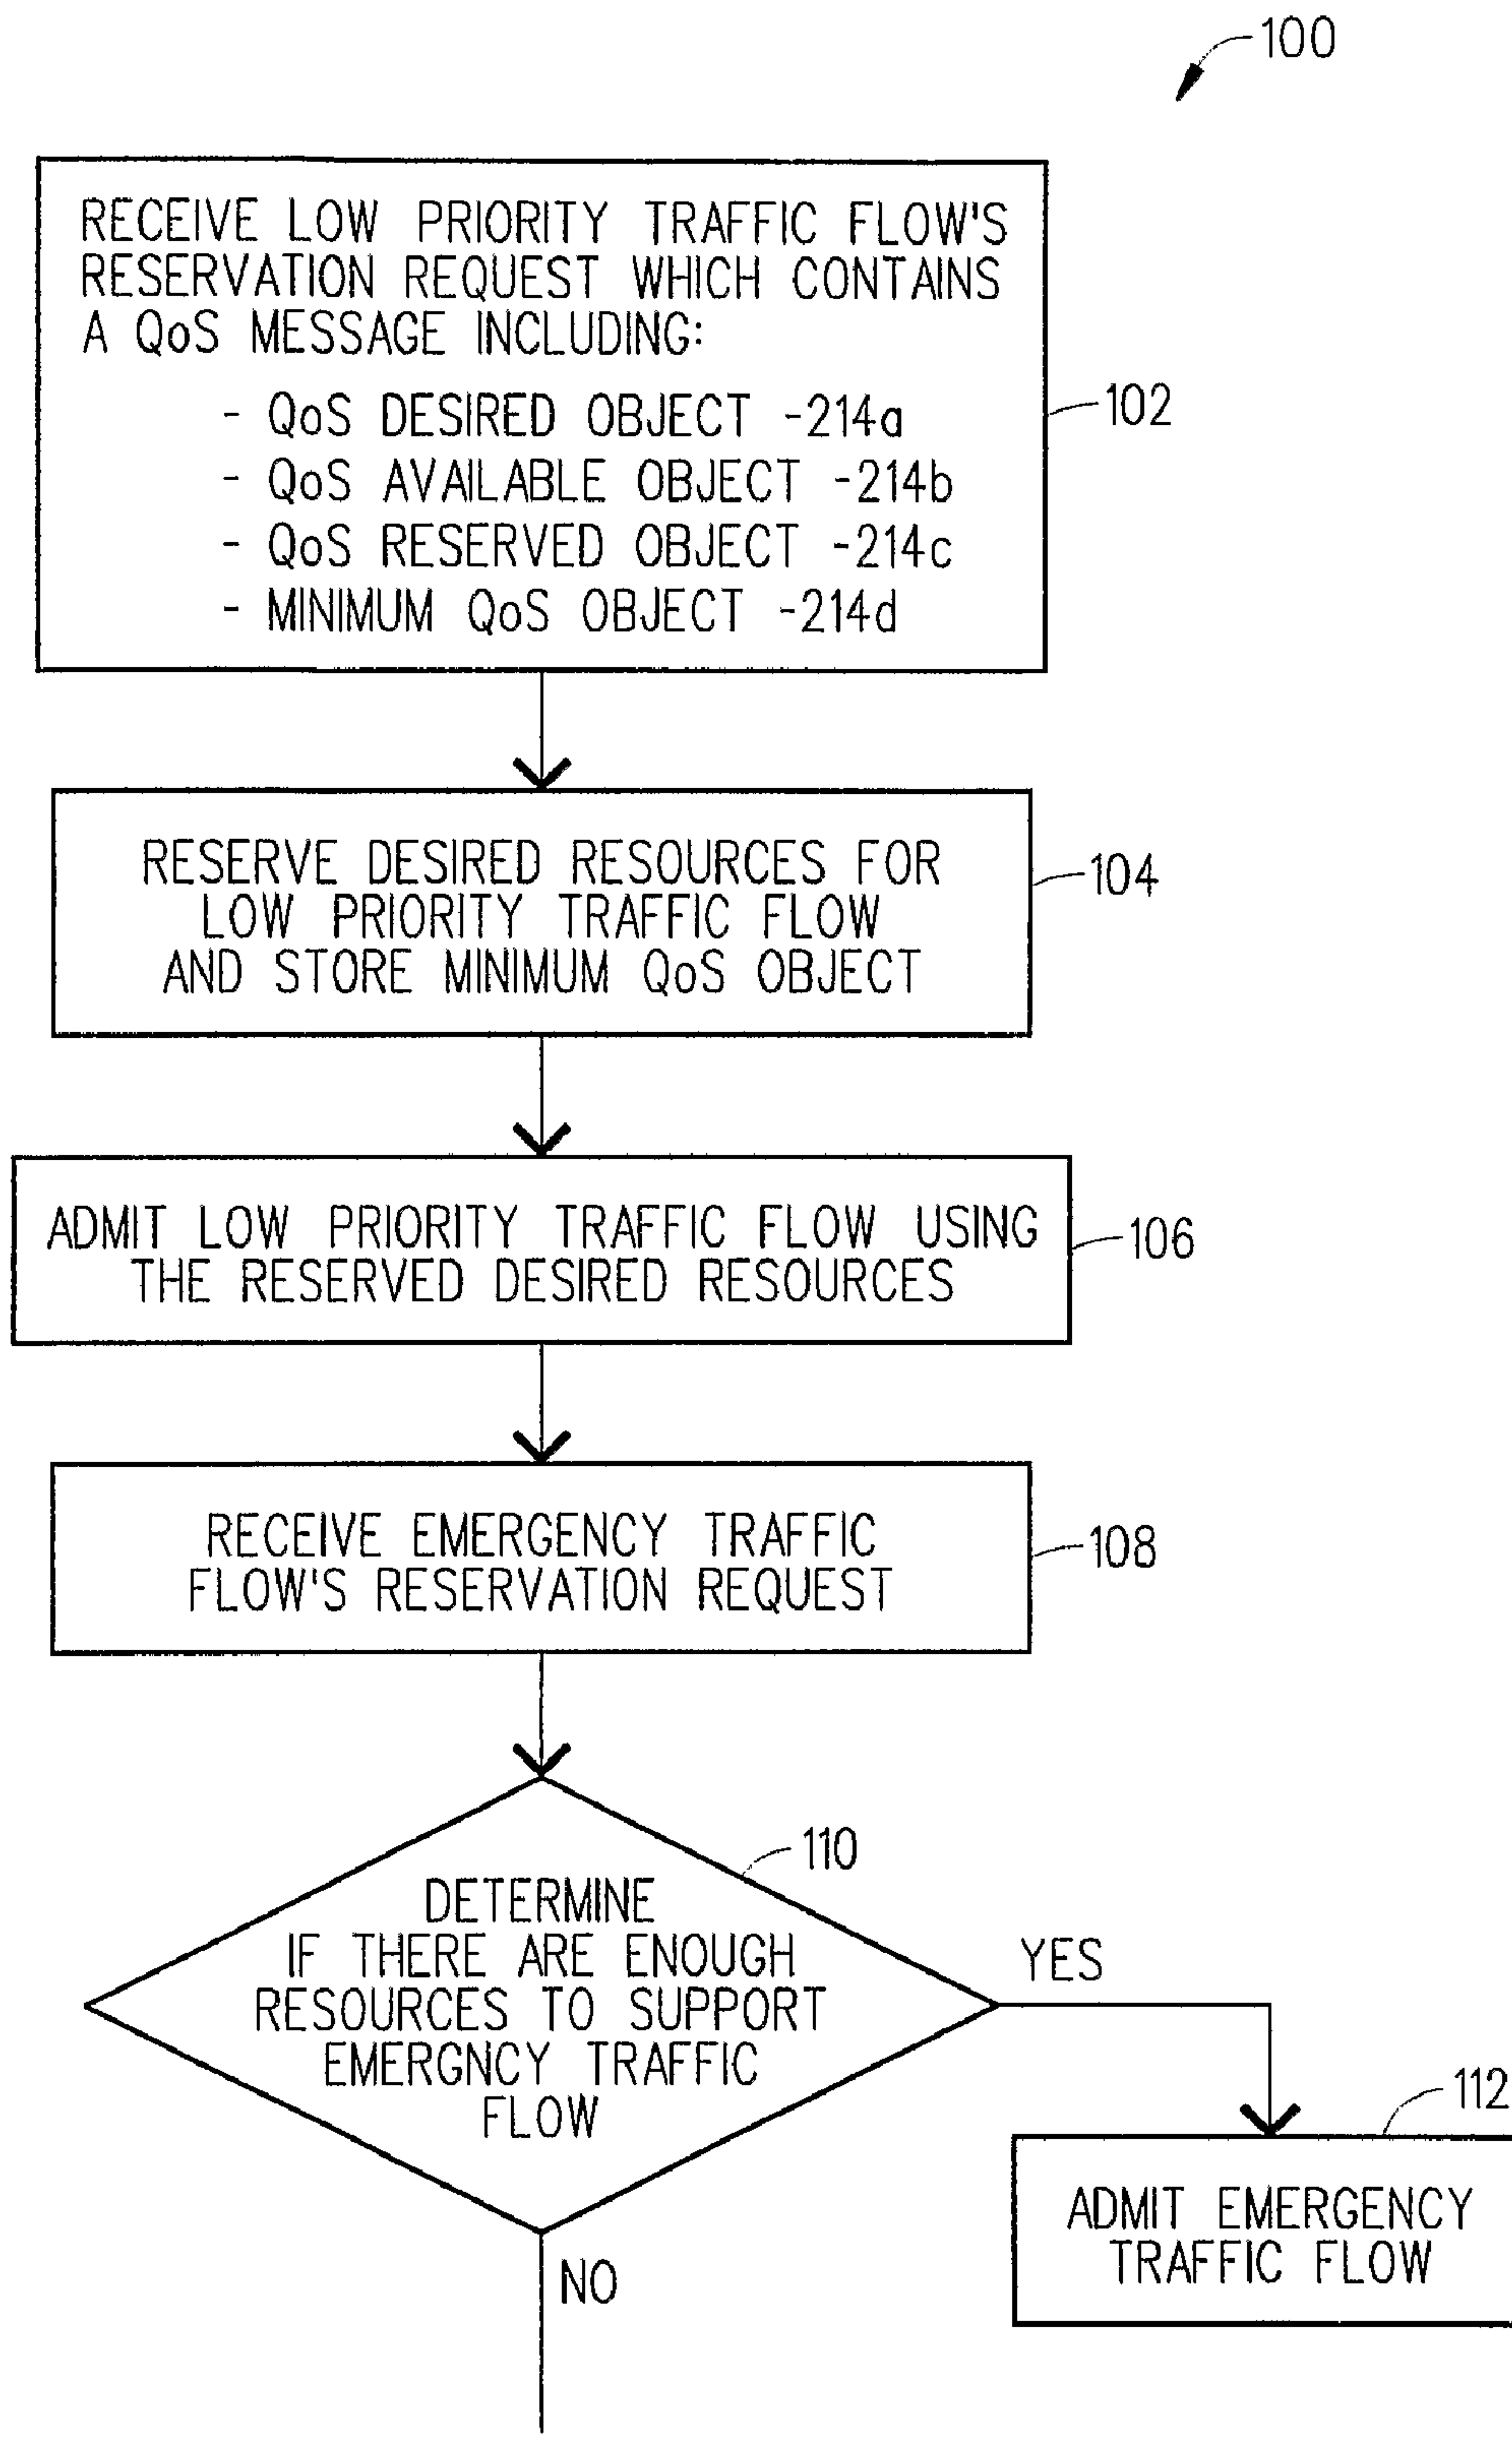 100
RECEIVE LOW PRIORITY TRAFFIC FLOW'S
RESERVATION REQUEST WHICH CONTAINS
A QoS MESSAGE INCLUDING:
- QoS DESIRED OBJECT -214a
- QoS AVAILABLE OBJECT -214b
- QoS RESERVED OBJECT -214c
- MINIMUM QoS OBJECT -214d
102
RESERVE DESIRED RESOURCES FOR
LOW PRIORITY TRAFFIC FLOW
AND STORE MINIMUM QoS OBJECT
104
ADMIT LOW PRIORITY TRAFFIC FLOW USING
THE RESERVED DESIRED RESOURCES
106
RECEIVE EMERGENCY TRAFFIC
FLOW'S RESERVATION REQUEST
108
110
DETERMINE
IF THERE ARE ENOUGH
RESOURCES TO SUPPORT
EMERGNCY TRAFFIC
FLOW
YES
112
ADMIT EMERGENCY
TRAFFIC FLOW
NO